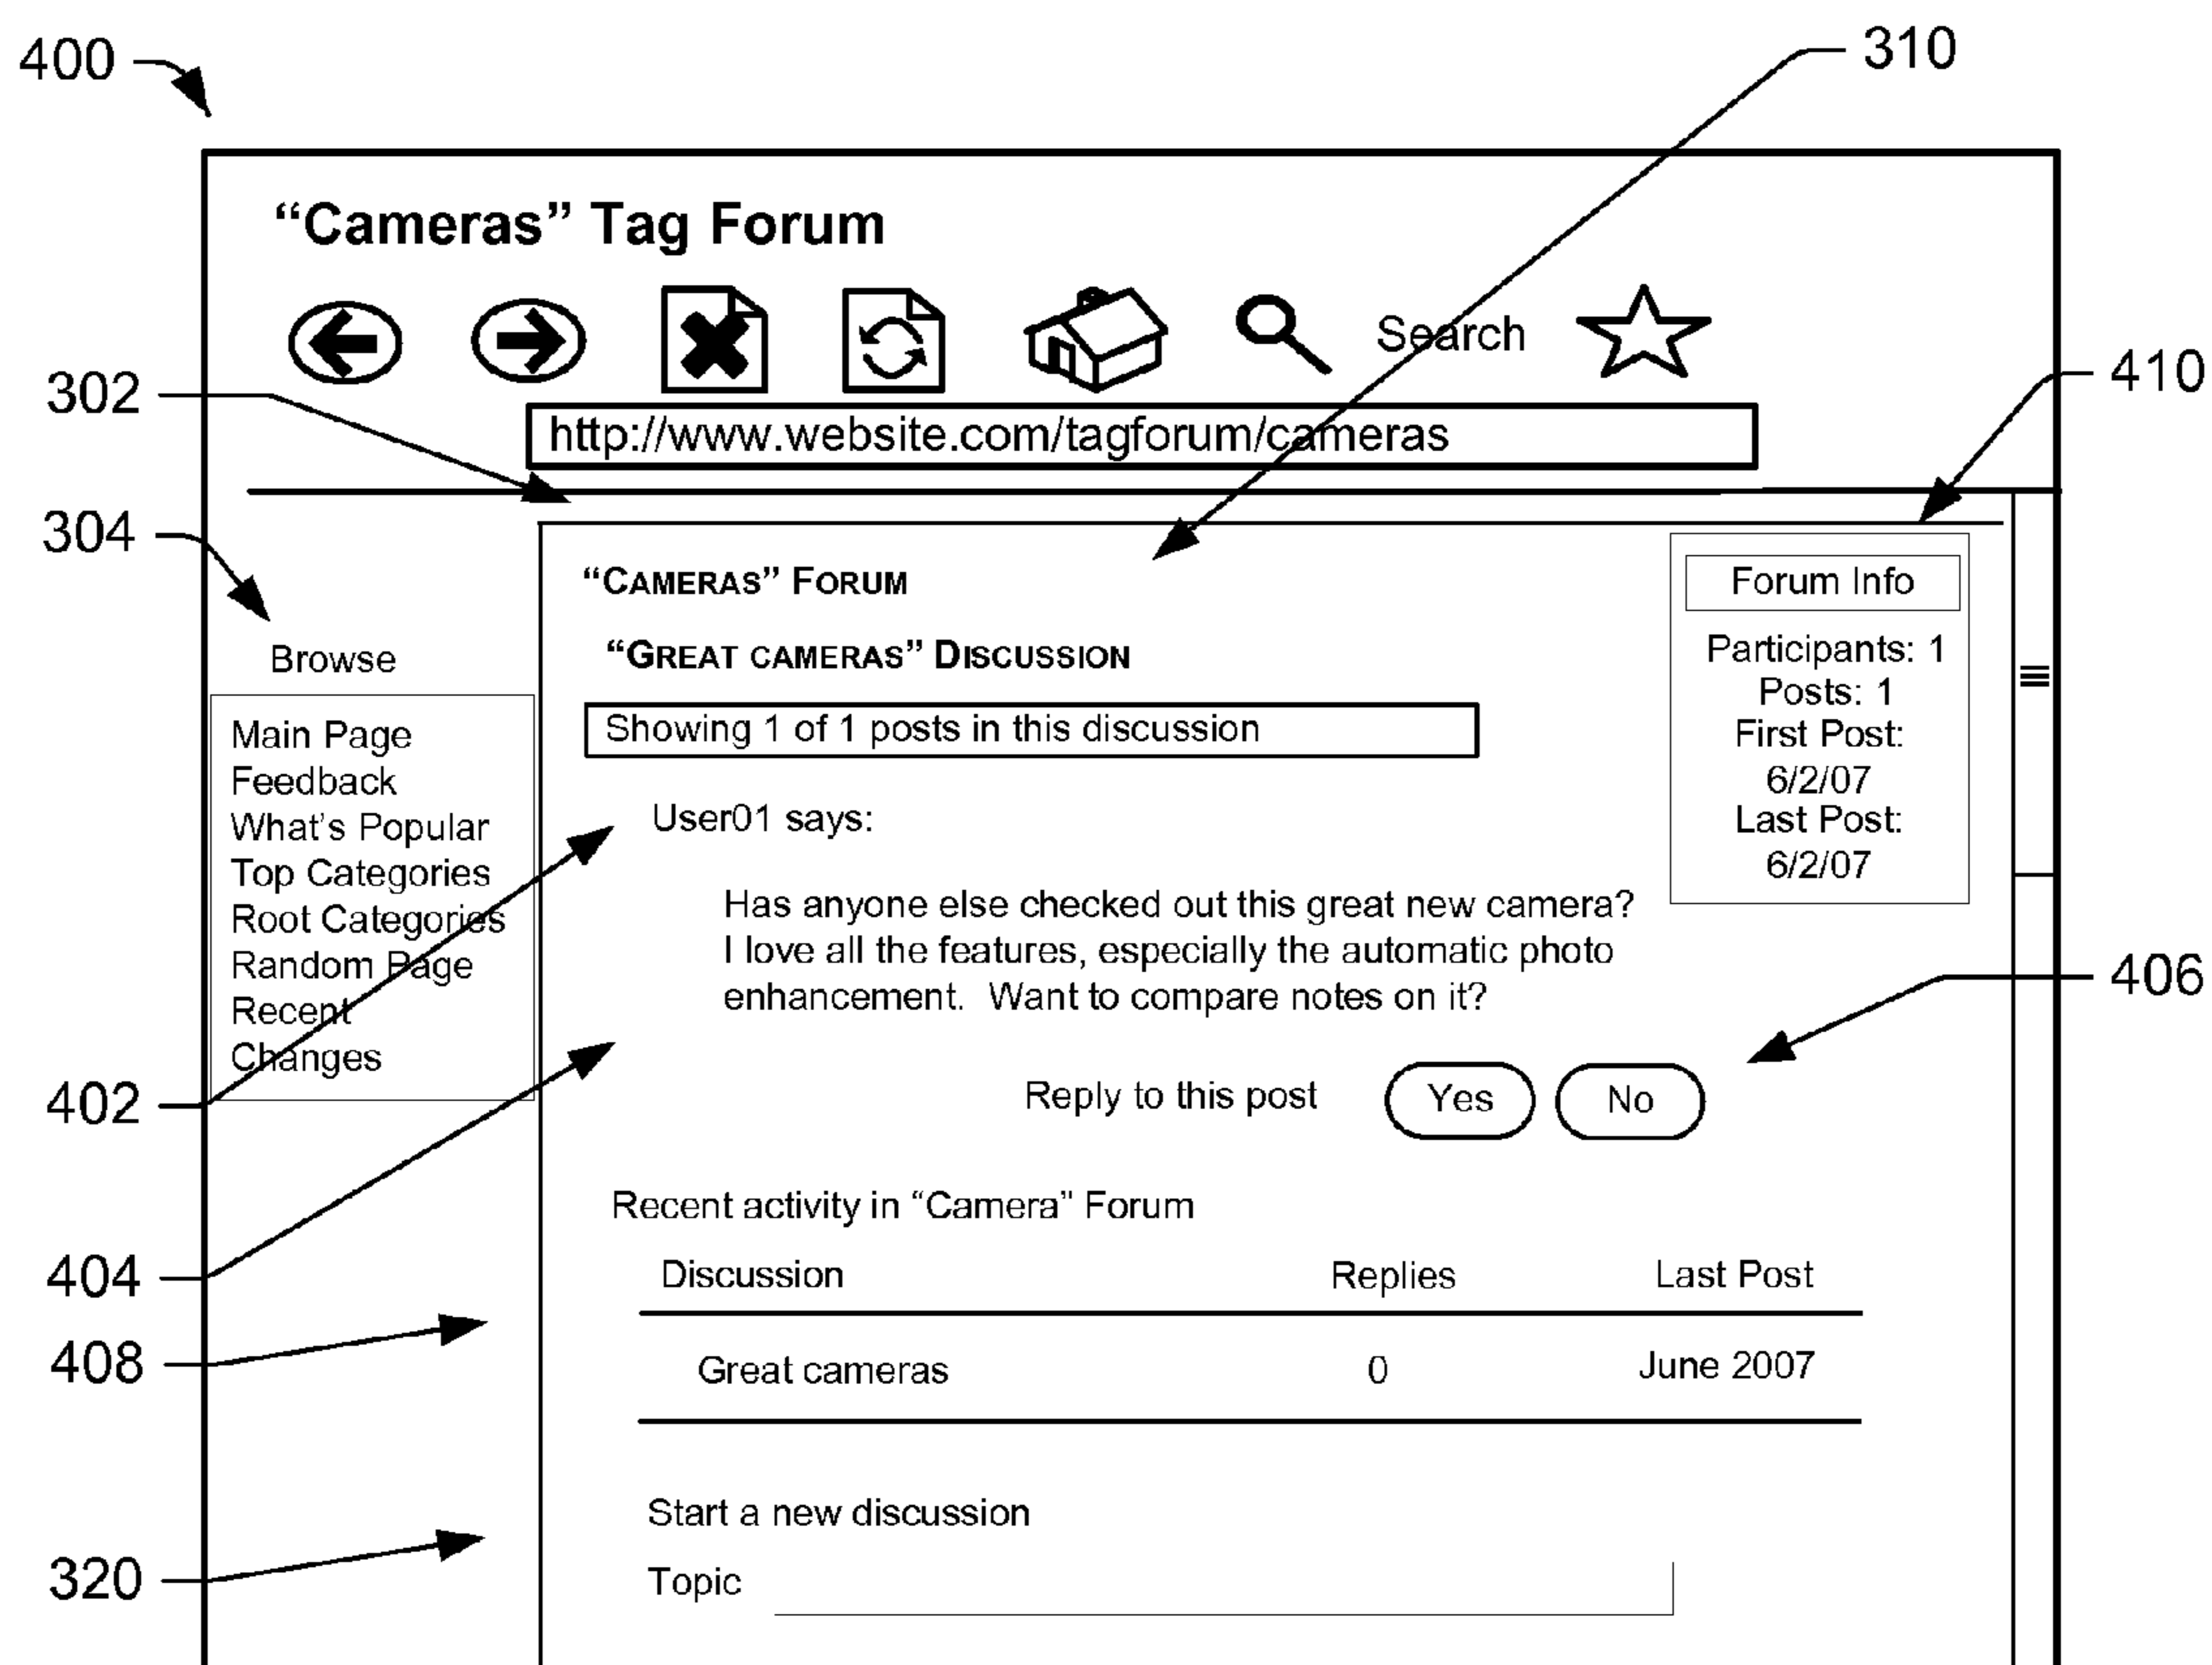 400
310
“Cameras” Tag Forum
Search
302
410
http://www.website.com/tagforum/cameras
304
“CAMERAS” FORUM
Forum Info
“GREAT CAMERAS” DISCUSSION
Participants: 1
Posts: 1
First Post:
6/2/07
Last Post:
6/2/07
Browse
Main Page
Feedback
What's Popular
Top Categories
Root Categories
Random Page
Recent
Changes
Showing 1 of 1 posts in this discussion
User01 says:
Has anyone else checked out this great new camera?
I love all the features, especially the automatic photo
enhancement. Want to compare notes on it?
406
Reply to this post Yes No
402
Recent activity in “Camera” Forum
404
Discussion Replies Last Post
408
Great cameras 0 June 2007
Start a new discussion
320
Topic